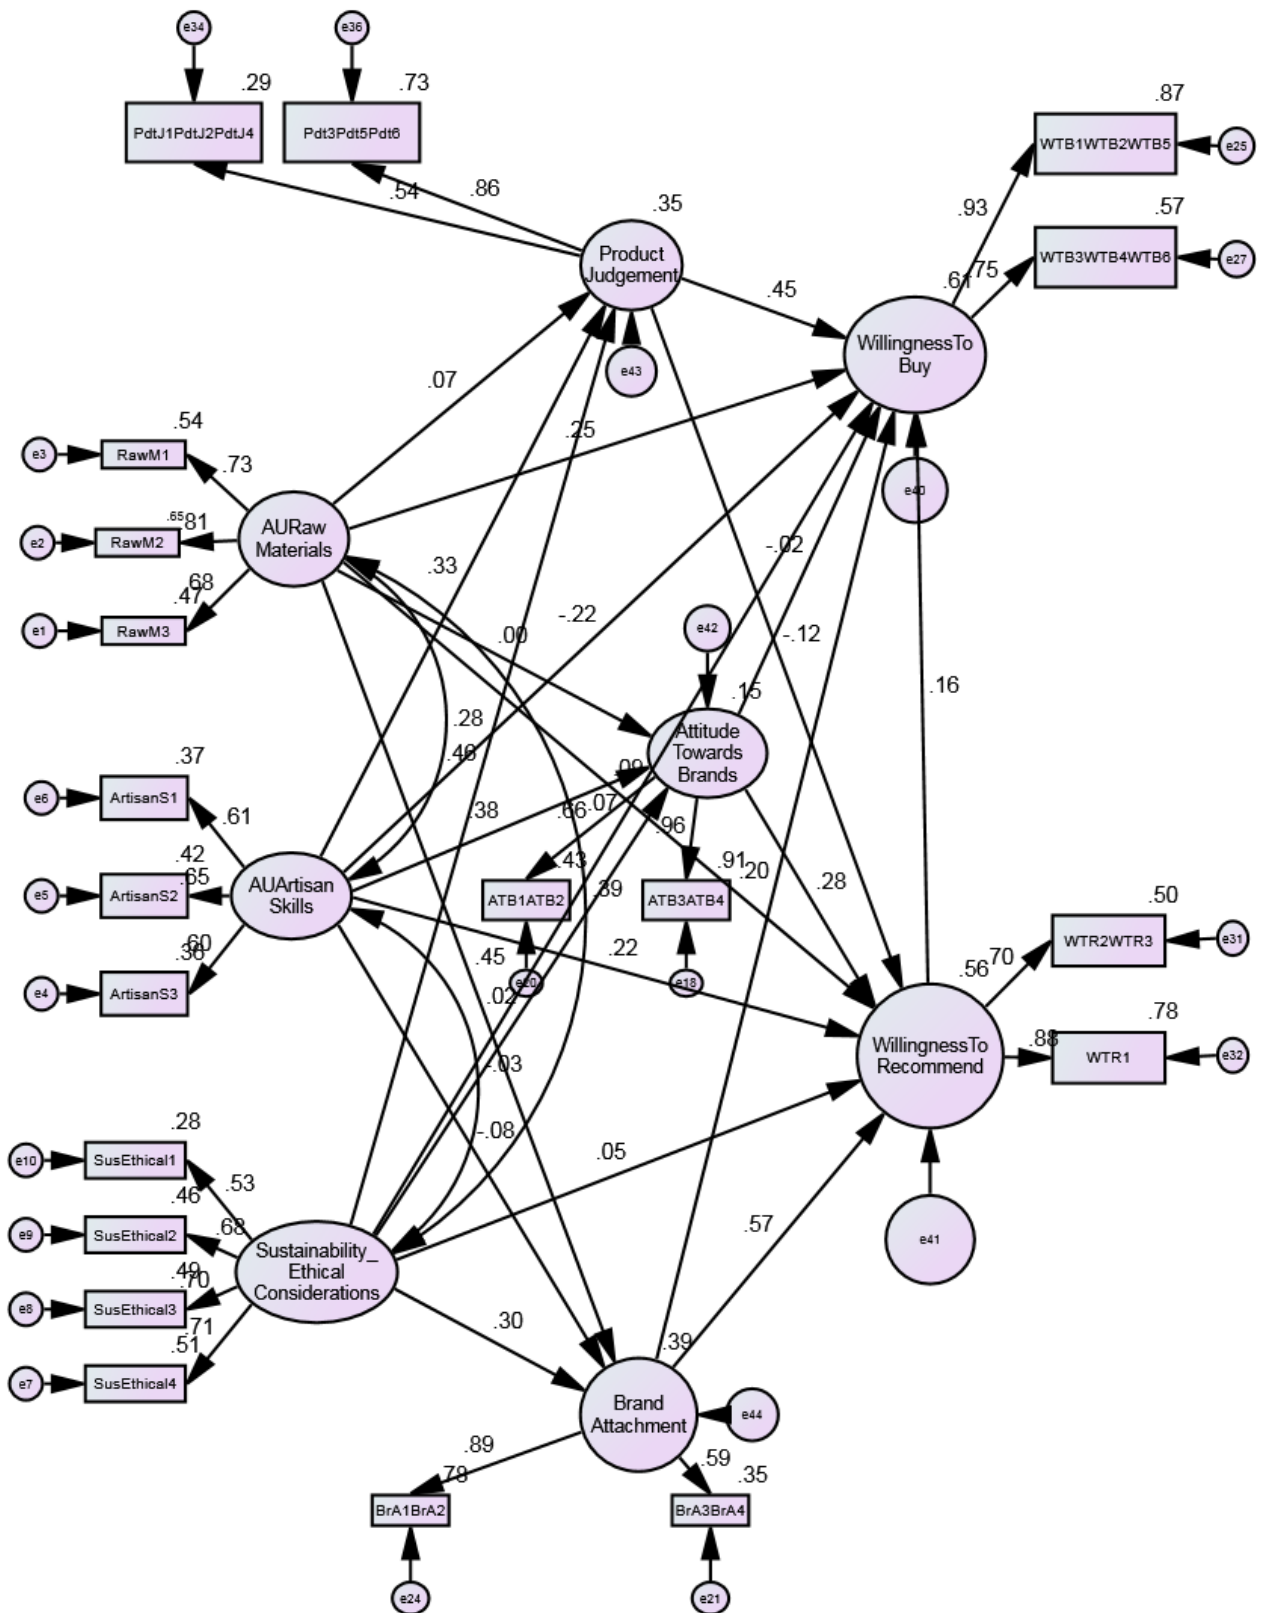 e34
e36
.29
.73
PdtJ1PdtJ2PdtJ4
Pdt3Pdt5Pdt6
.87
WTB1WTB2WTB5
e25
.54
.86
.35
.93
.57
Product
Judgement
WTB3WTB4WTB6
e27
.61
.75
.45
WillingnessTo
Buy
e43
.07
.54
.25
e3
RawM1
.73
e40
AURaw
Materials
.65
.81
e2
RawM2
-.02
.33
.68
.47
e1
RawM3
-.22
.00
e42
-.12
.15
.16
.28
.46
Attitude
Towards
Brands
.37
.09
e6
ArtisanS1
.61
.38
.66
.07
.96
.42
.43
.91
.20
.65
e5
ArtisanS2
AUArtisan
Skills
.39
ATB1ATB2
ATB3ATB4
.28
.50
e31
WTR2WTR3
.60
.36
.45
.22
.56
.70
e4
ArtisanS3
.02
e20
e18
.78
WillingnessTo
Recommend
.88
WTR1
e32
-.03
.28
-.08
e10
SusEthical1
.53
.05
.46
.68
e9
SusEthical2
.57
e41
Sustainability_
Ethical
Considerations
.49
.70
e8
SusEthical3
.30
.71
.51
.39
e7
SusEthical4
Brand
Attachment
e44
.89
.59
.35
BrA1BrA2
BrA3BrA4
e24
e21